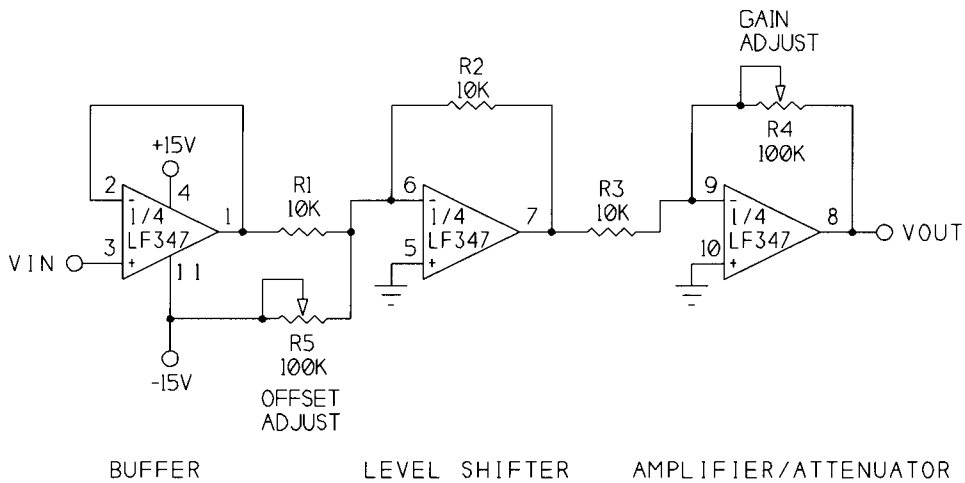 GAIN
ADJUST
R2
10K
R4
100K
+15V
2
4
1/4
LF347
1
3
11
VIN
-
+
R1
10K
6
-
1/4
LF347
7
5
+
R3
10K
9
-
1/4
LF347
8
10
+
VOUT
R5
100K
-15V
OFFSET
ADJUST
BUFFER
LEVEL SHIFTER
AMPLIFIER/ATTENUATOR